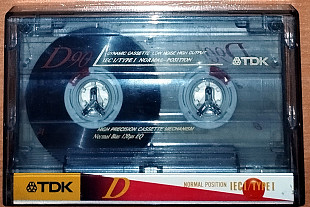 D90
DYNAMIC CASSETTE LOW NOISE HIGH OUTPUT
IEC I / TYPE I NORMAL POSITION
TDK
HIGH PRECISION CASSETTE MECHANISM
Normal Bias 120μs EQ
TDK
D
NORMAL POSITION IEC I / TYPE I